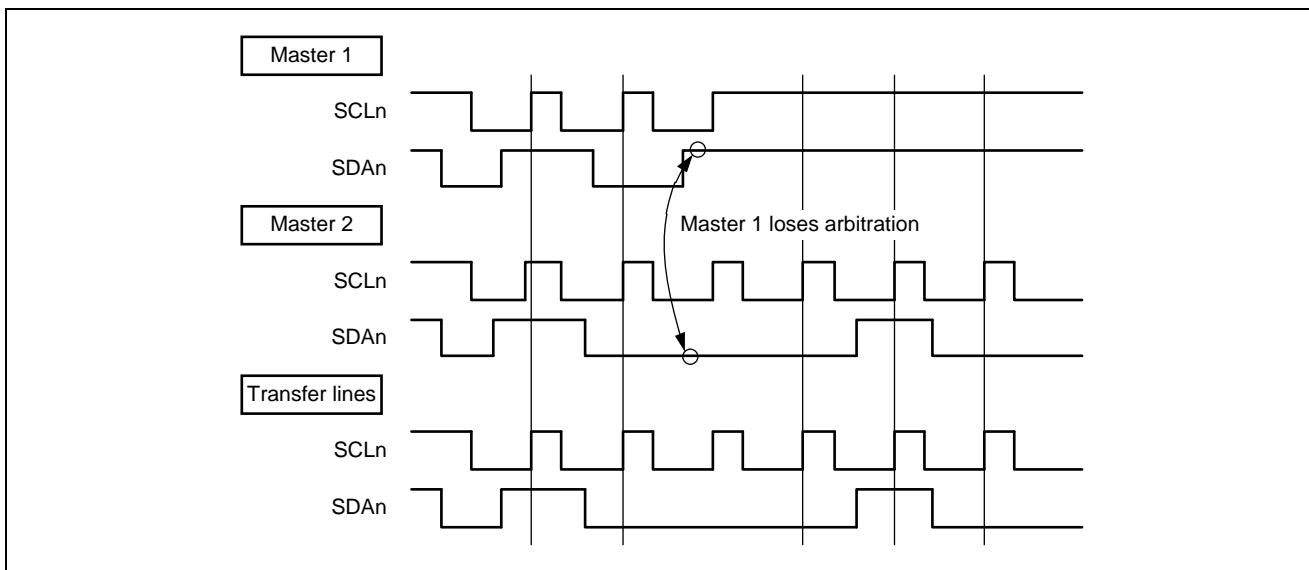 Master 1
SCLn
SDAn
Master 2
Master 1 loses arbitration
SCLn
SDAn
Transfer lines
SCLn
SDAn